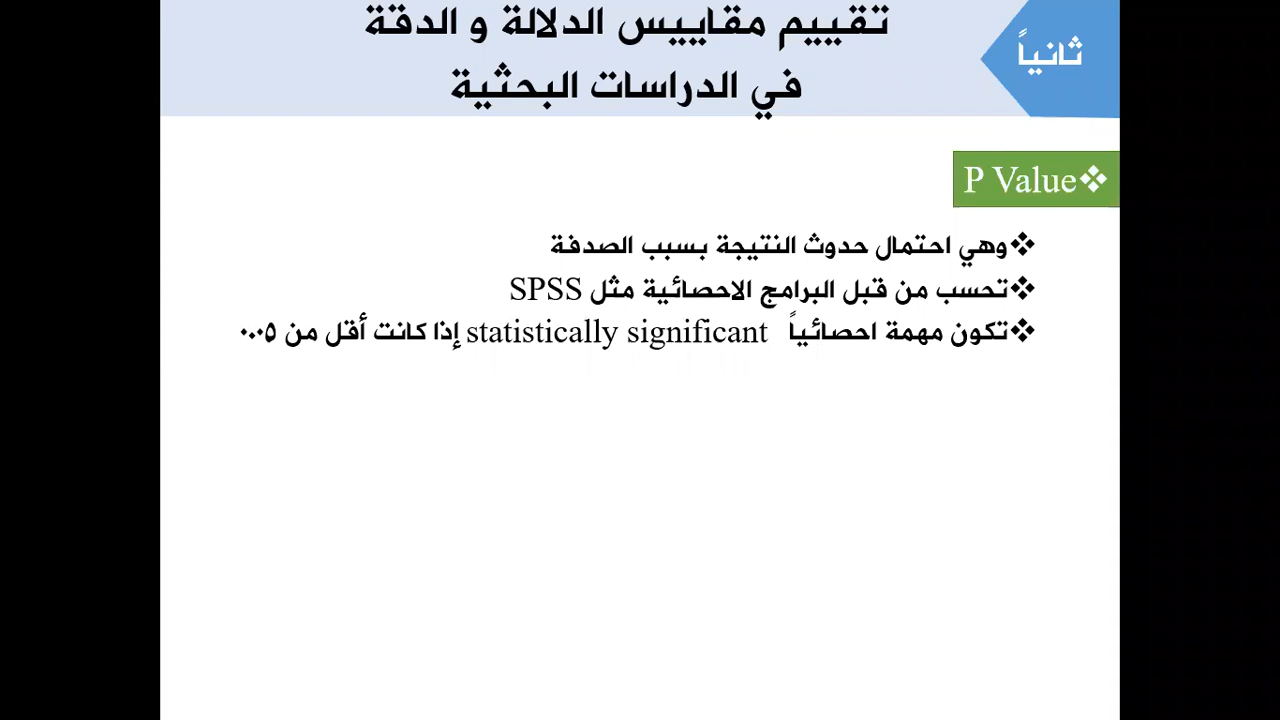 ثانياً
تقييم مقاييس الدلالة و الدقة
في الدراسات البحثية
❖P Value
❖وهي احتمال حدوث النتيجة بسبب الصدفة
❖تحسب من قبل البرامج الاحصائية مثل SPSS
❖تكون مهمة احصائياً statistically significant إذا كانت أقل من ٠.٠٥